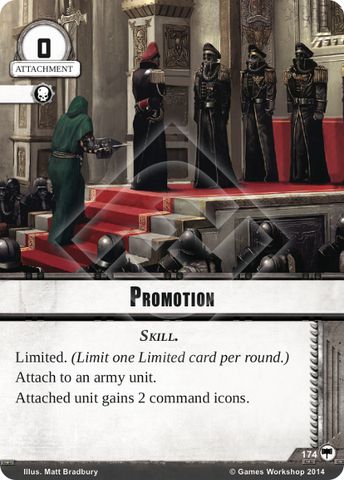 0
ATTACHMENT
PROMOTION
SKILL.
Limited. (Limit one Limited card per round.)
Attach to an army unit.
Attached unit gains 2 command icons.
174
Illus. Matt Bradbury
© Games Workshop 2014